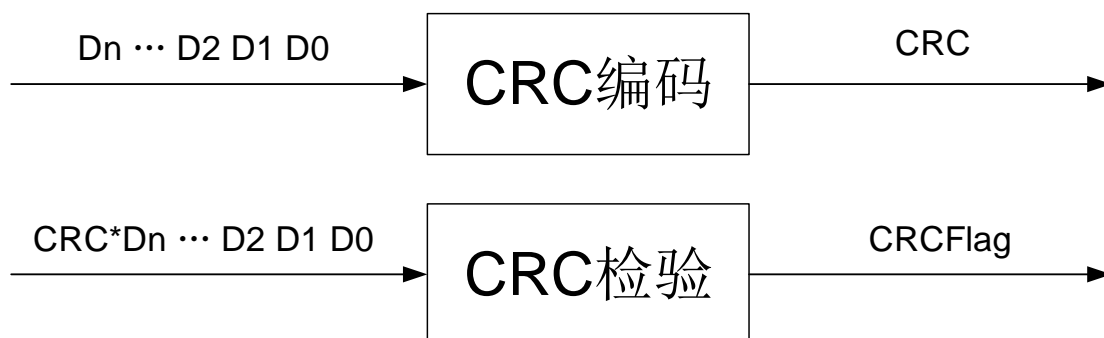 Dn ··· D2 D1 D0
CRC编码
CRC
CRC*Dn ··· D2 D1 D0
CRC检验
CRCFlag